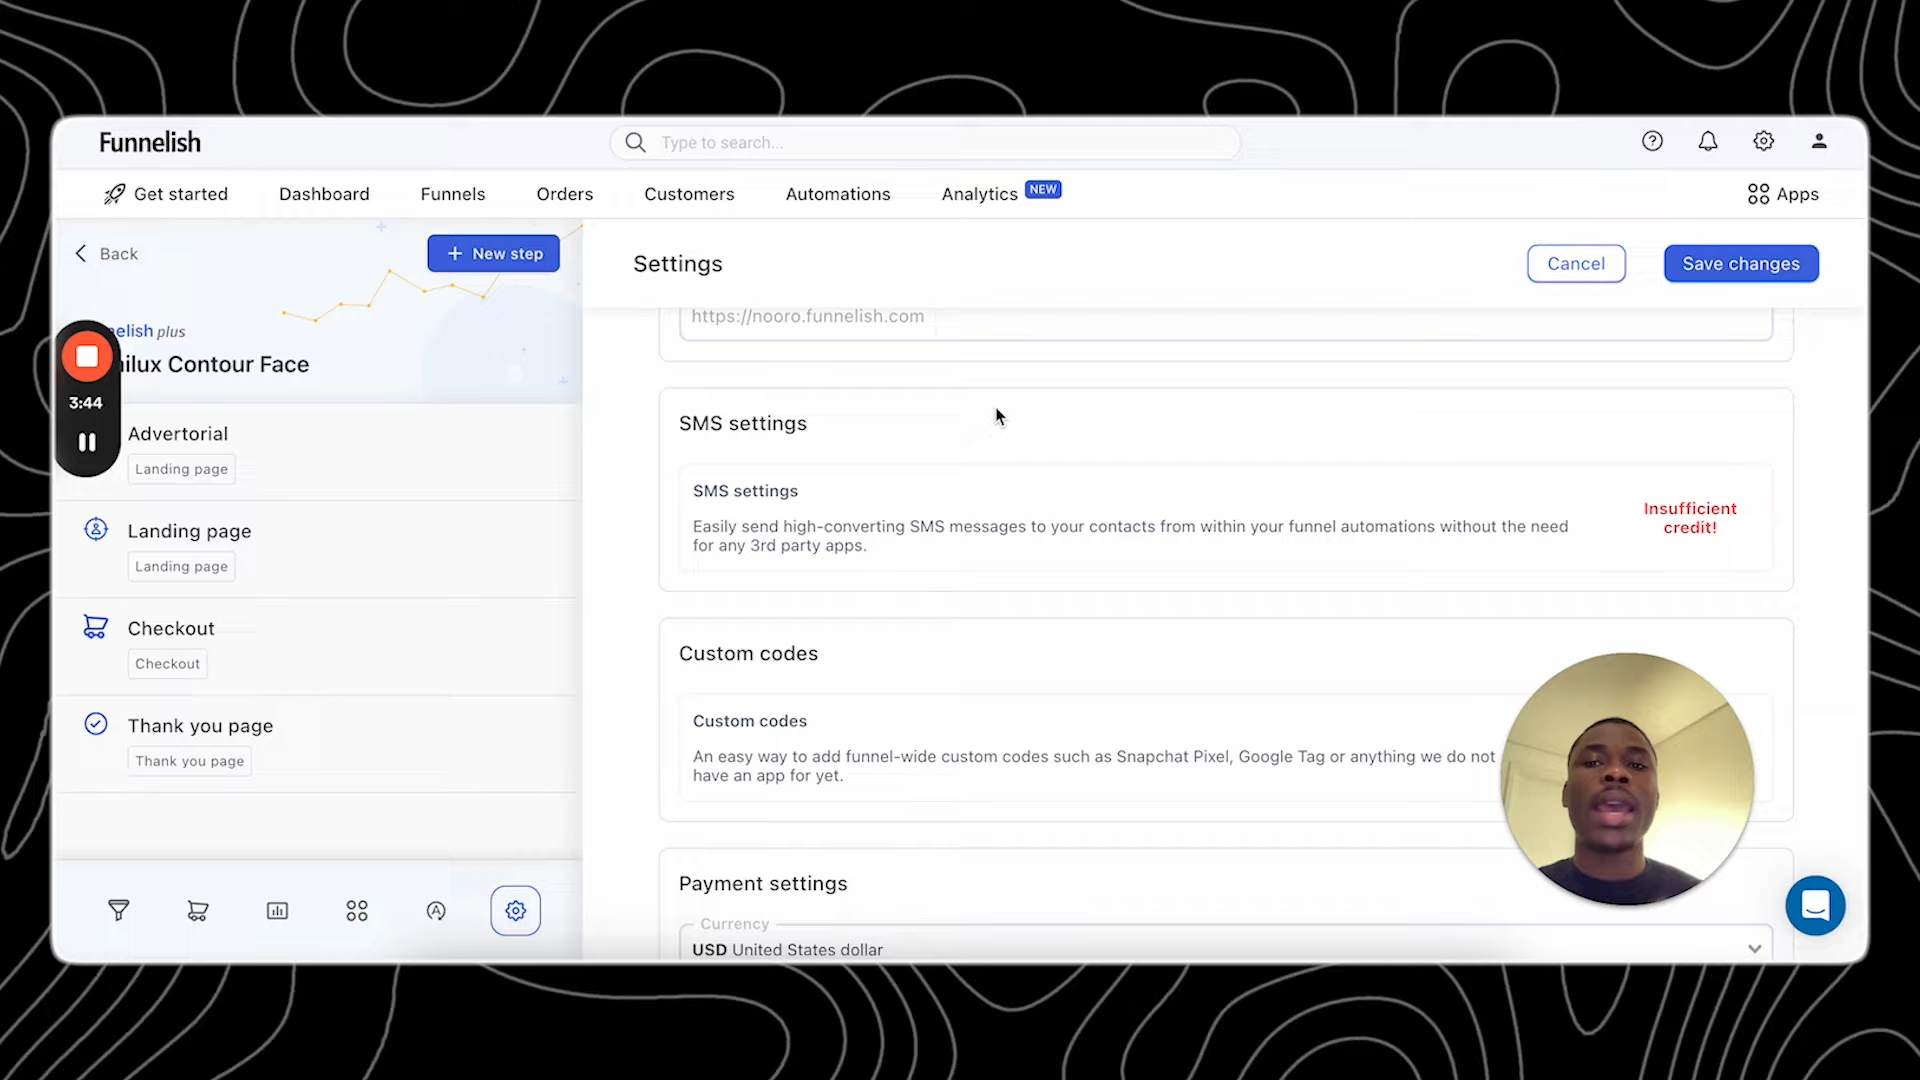 Funnelish
Type to search...
Get started
Dashboard
Funnels
Orders
Customers
Automations
Analytics
NEW
Apps
Back
New step
Settings
Cancel
Save changes
nelish plus
ilux Contour Face
3:44
Advertorial
Landing page
Landing page
Landing page
Checkout
Checkout
Thank you page
Thank you page
https://nooro.funnelish.com
SMS settings
SMS settings
Easily send high-converting SMS messages to your contacts from within your funnel automations without the need
for any 3rd party apps.
Insufficient
credit!
Custom codes
Custom codes
An easy way to add funnel-wide custom codes such as Snapchat Pixel, Google Tag or anything we do not
have an app for yet.
Payment settings
Currency
USD United States dollar